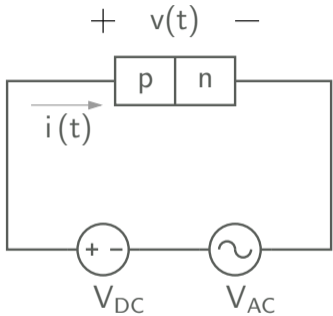 + v(t) −
p n
i(t)
+ −
V_DC V_AC